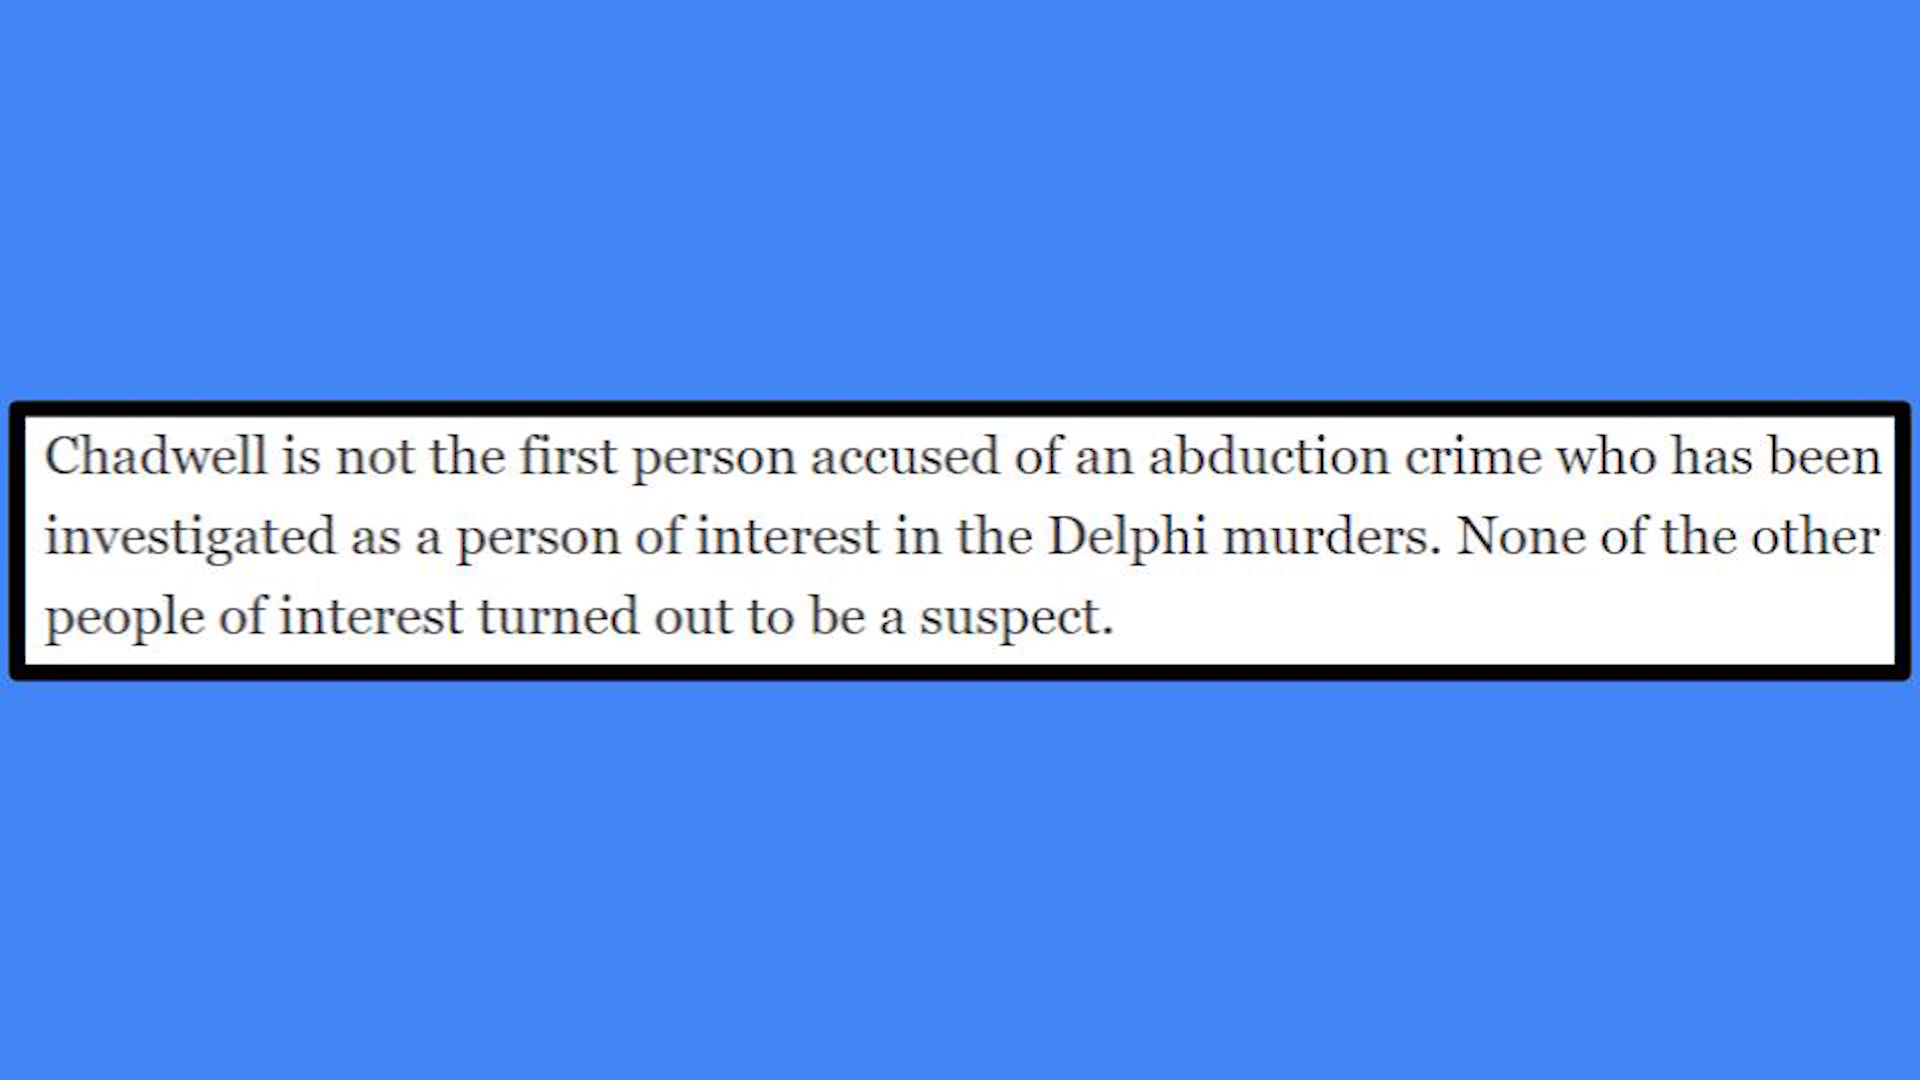 Chadwell is not the first person accused of an abduction crime who has been
investigated as a person of interest in the Delphi murders. None of the other
people of interest turned out to be a suspect.